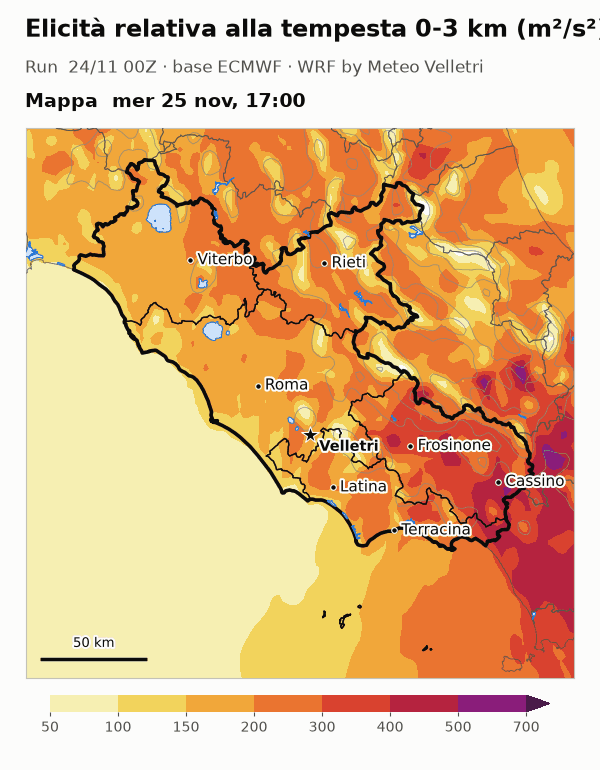 Elicità relativa alla tempesta 0-3 km (m²/s²)
Run 24/11 00Z · base ECMWF · WRF by Meteo Velletri
Mappa mer 25 nov, 17:00
Viterbo
Rieti
Roma
Velletri
Frosinone
Cassino
Latina
Terracina
50 km
50 100 150 200 300 400 500 700